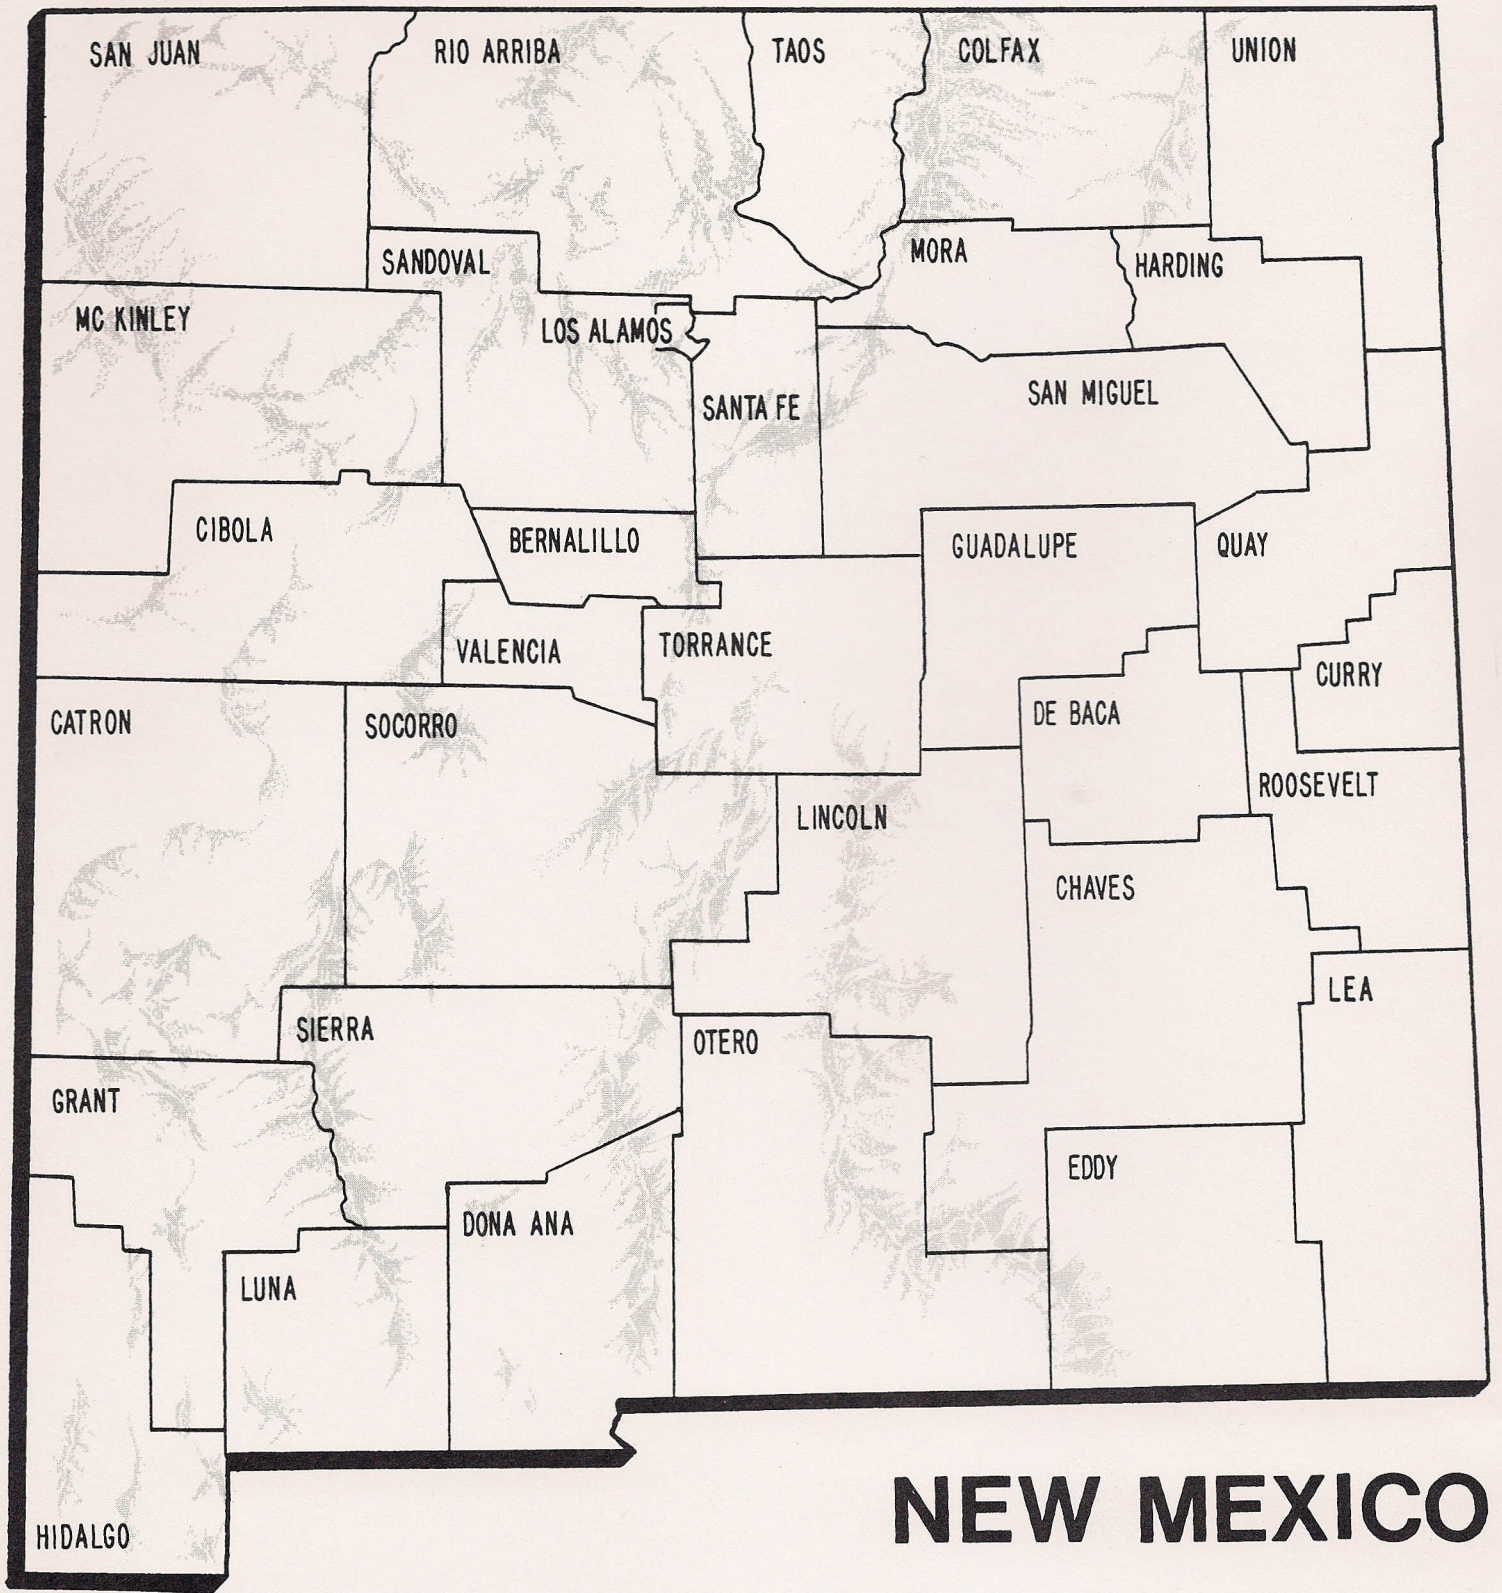 SAN JUAN
RIO ARRIBA
TAOS
COLFAX
UNION
SANDOVAL
MORA
HARDING
MC KINLEY
LOS ALAMOS
SANTA FE
SAN MIGUEL
CIBOLA
BERNALILLO
GUADALUPE
QUAY
VALENCIA
TORRANCE
CURRY
CATRON
SOCORRO
DE BACA
ROOSEVELT
LINCOLN
CHAVES
LEA
SIERRA
OTERO
GRANT
EDDY
DONA ANA
LUNA
HIDALGO
NEW MEXICO